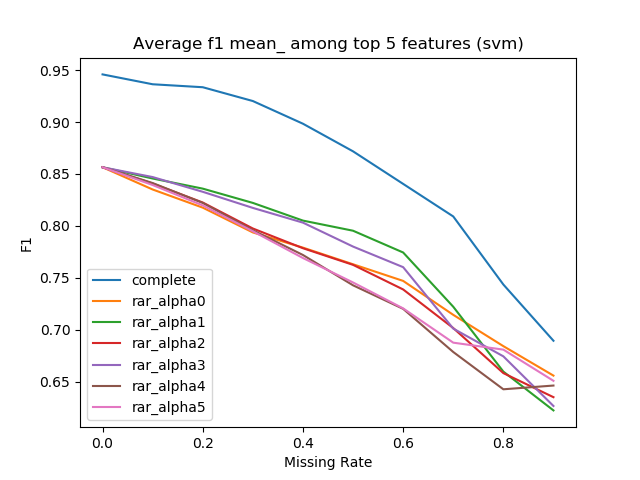 Average f1 mean_ among top 5 features (svm)
0.95
0.90
0.85
0.80
0.75
0.70
0.65
F1
complete
rar_alpha0
rar_alpha1
rar_alpha2
rar_alpha3
rar_alpha4
rar_alpha5
0.0 0.2 0.4 0.6 0.8
Missing Rate